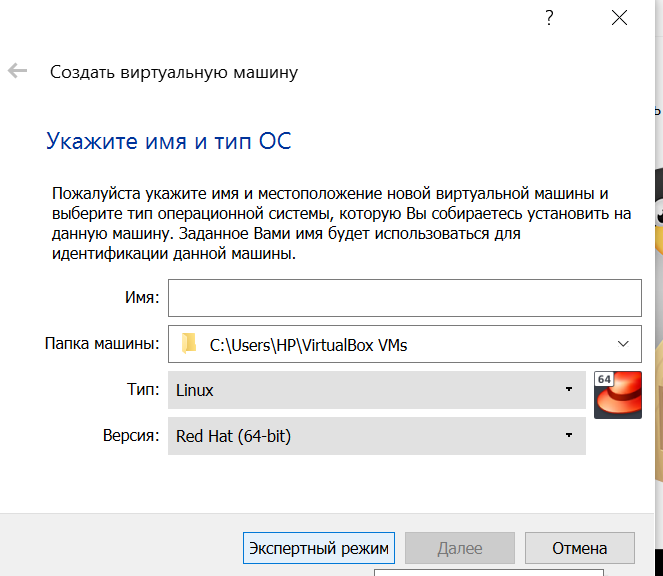 ?
Создать виртуальную машину
Укажите имя и тип ОС
Пожалуйста укажите имя и местоположение новой виртуальной машины и
выберите тип операционной системы, которую Вы собираетесь установить на
данную машину. Заданное Вами имя будет использоваться для
идентификации данной машины.
Имя:
Папка машины: C:\Users\HP\VirtualBox VMs
Тип: Linux
64
Версия: Red Hat (64-bit)
Экспертный режим Далее Отмена